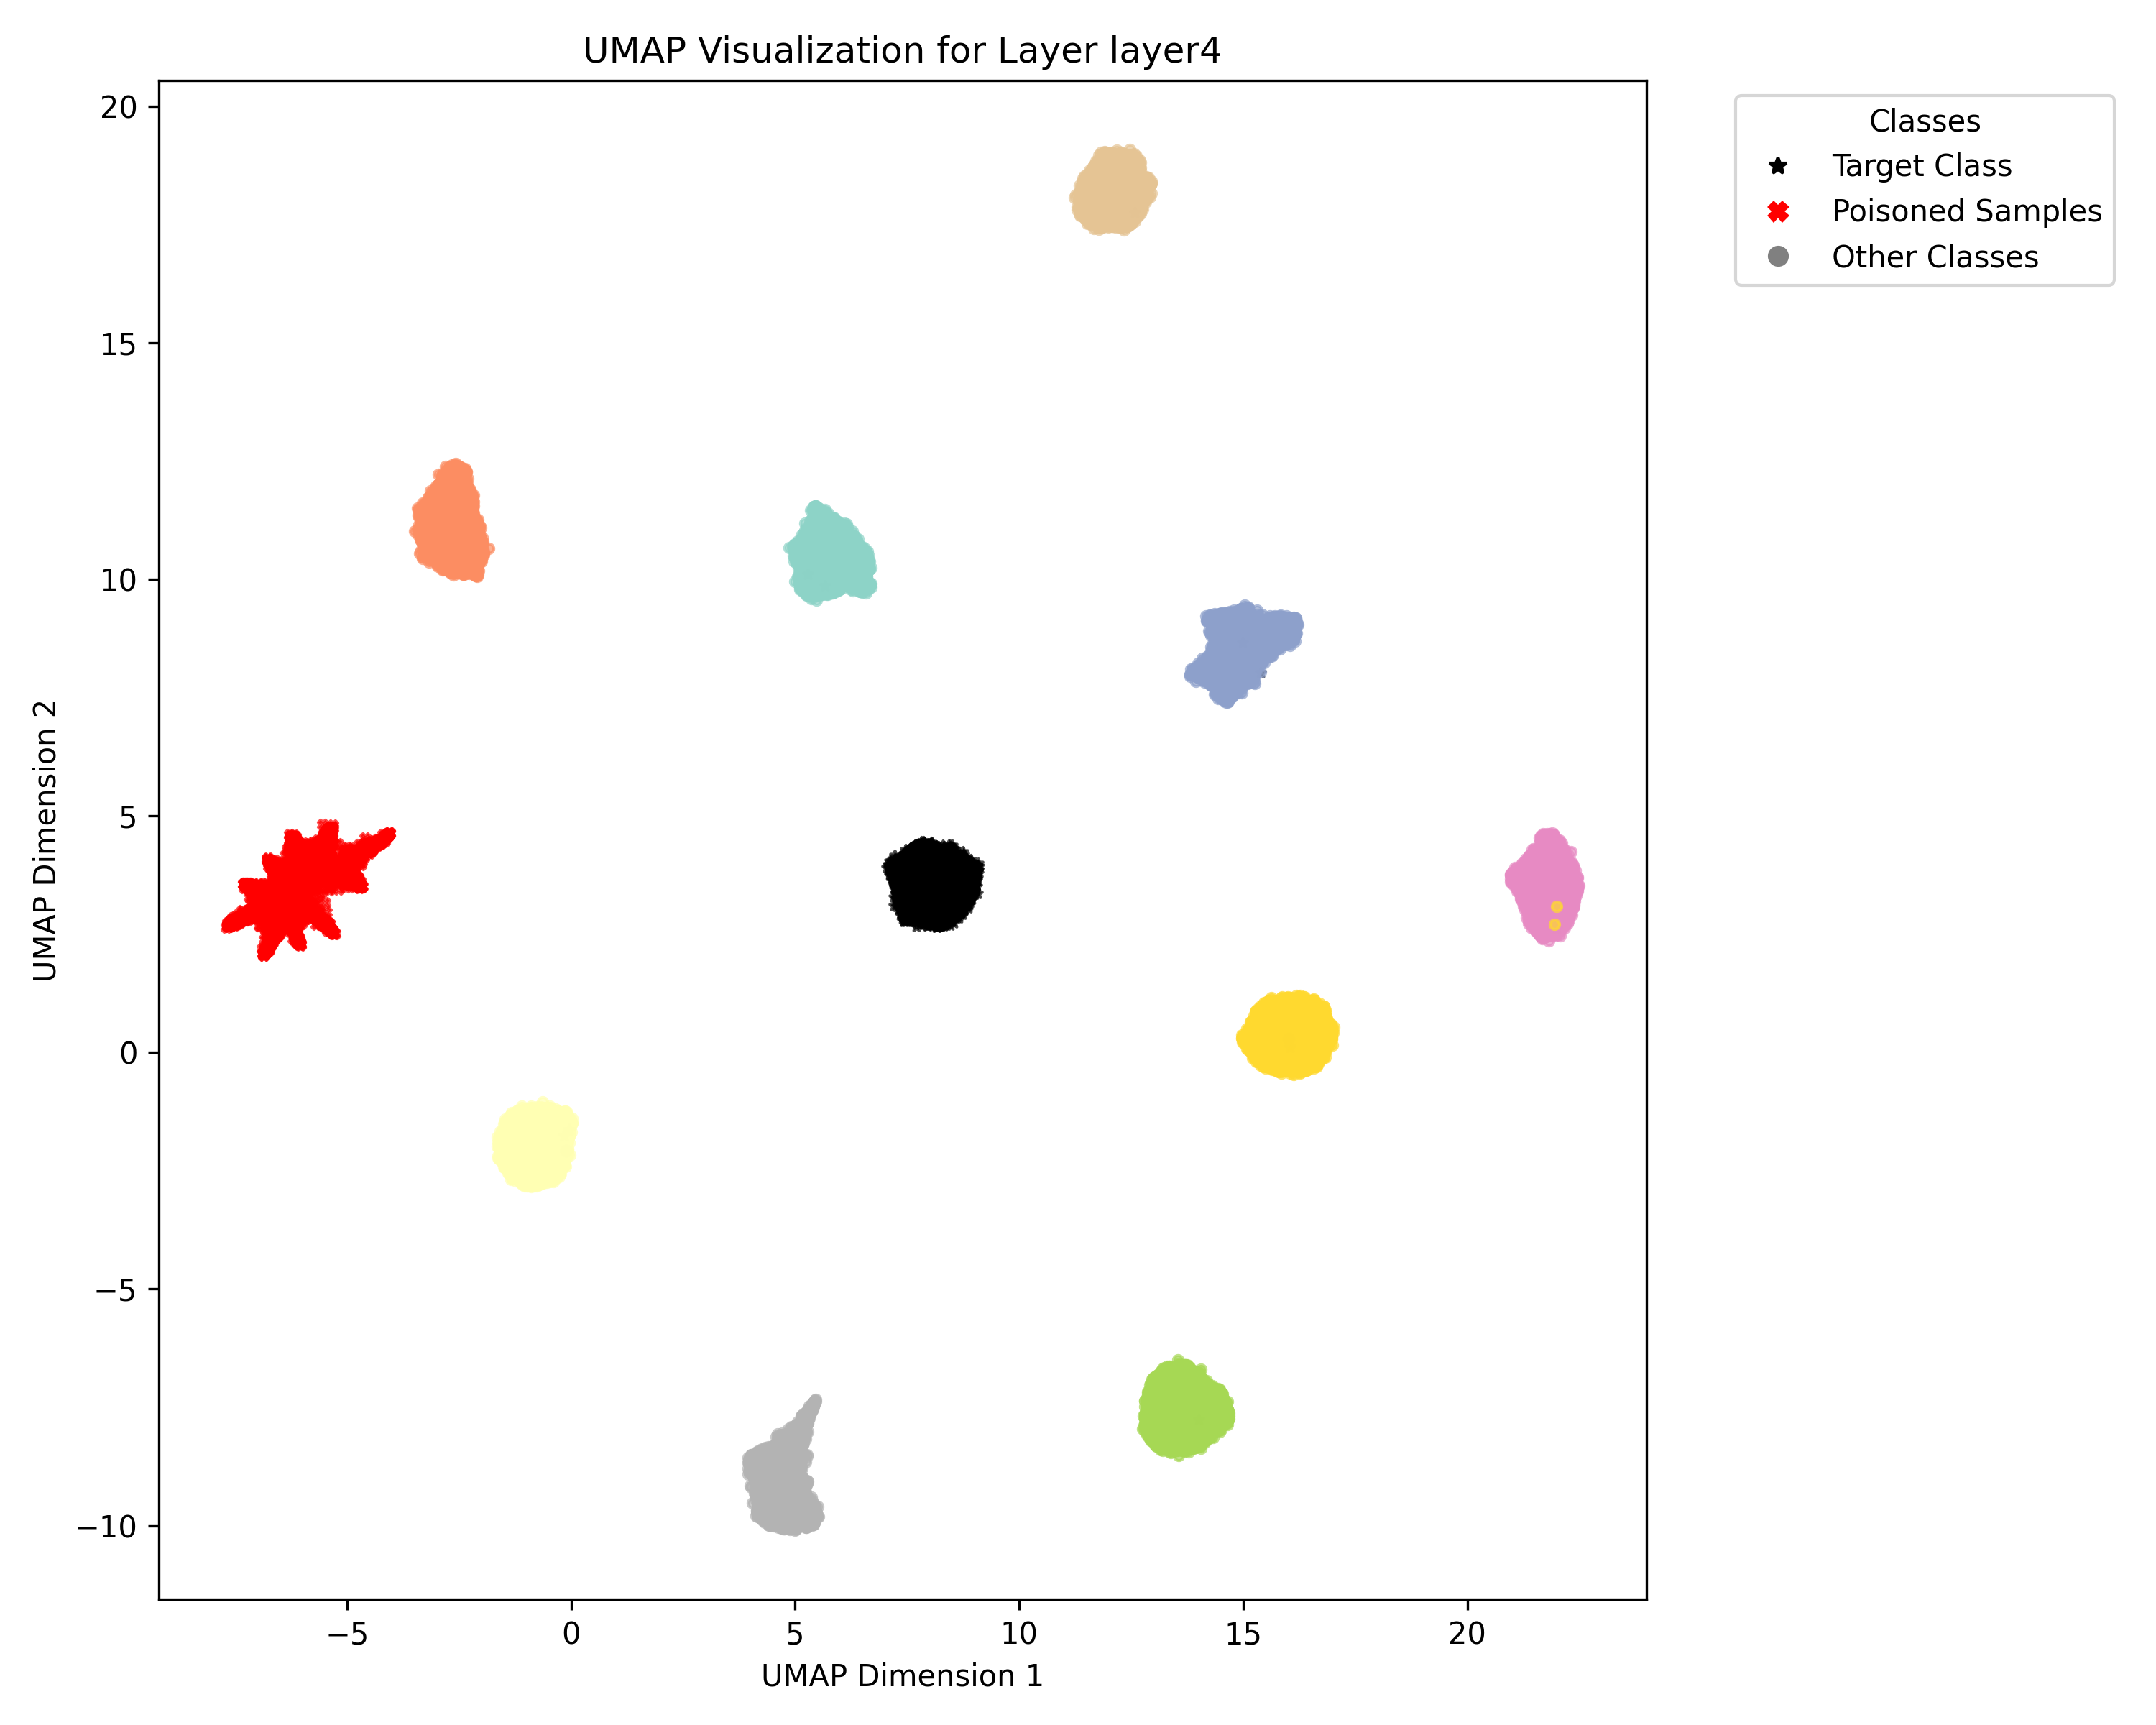 UMAP Visualization for Layer layer4
Classes
Target Class
Poisoned Samples
Other Classes
UMAP Dimension 2
20
15
10
5
0
−5
−10
−5
0
5
10
15
20
UMAP Dimension 1